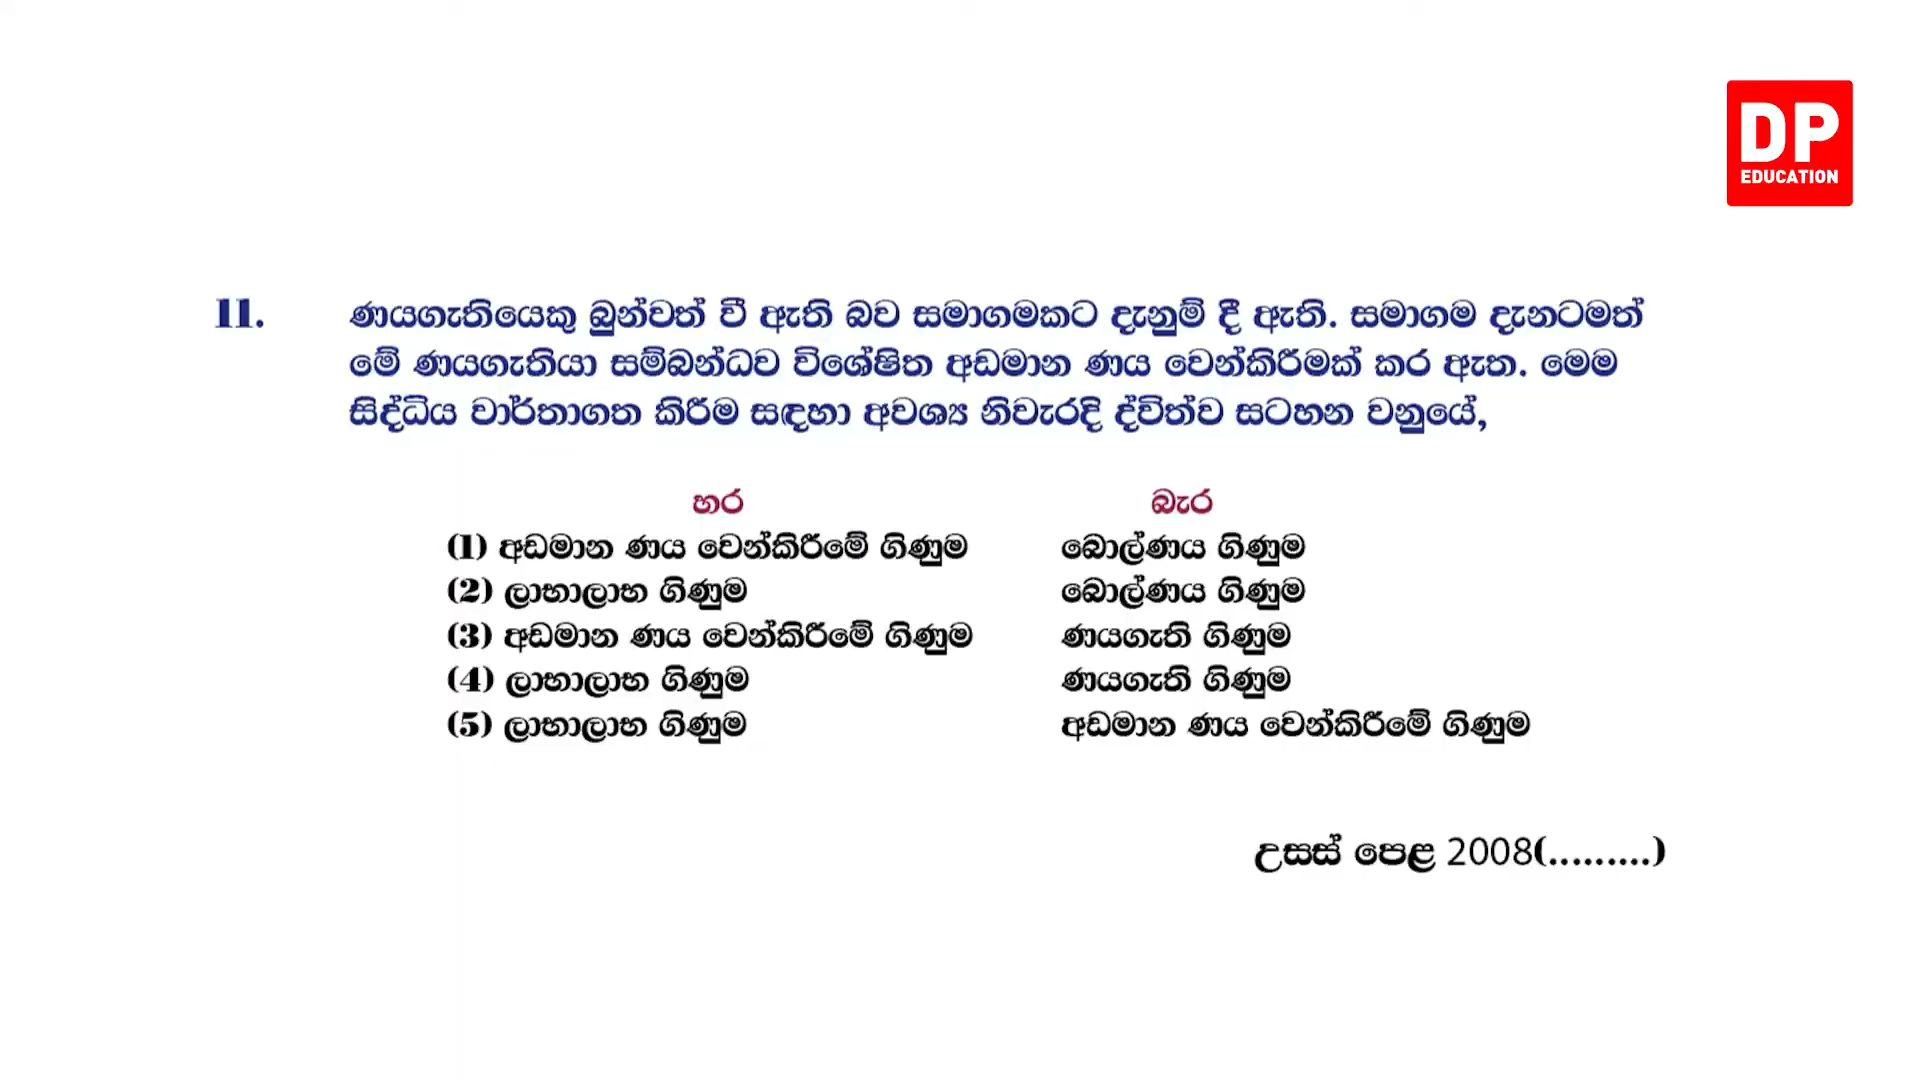 DP
EDUCATION
11. ණයගැතියෙකු බුන්වත් වී ඇති බව සමාගමකට දැනුම් දී ඇති. සමාගම දැනටමත්
මේ ණයගැතියා සම්බන්ධව විශේෂිත අඩමාන ණය වෙන්කිරීමක් කර ඇත. මෙම
සිද්ධිය වාර්තාගත කිරීම සඳහා අවශ්‍ය නිවැරදි ද්විත්ව සටහන වනුයේ,
හර බැර
(1) අඩමාන ණය වෙන්කිරීමේ ගිණුම බොල්ණය ගිණුම
(2) ලාභාලාභ ගිණුම බොල්ණය ගිණුම
(3) අඩමාන ණය වෙන්කිරීමේ ගිණුම ණයගැති ගිණුම
(4) ලාභාලාභ ගිණුම ණයගැති ගිණුම
(5) ලාභාලාභ ගිණුම අඩමාන ණය වෙන්කිරීමේ ගිණුම
උසස් පෙළ 2008(.........)